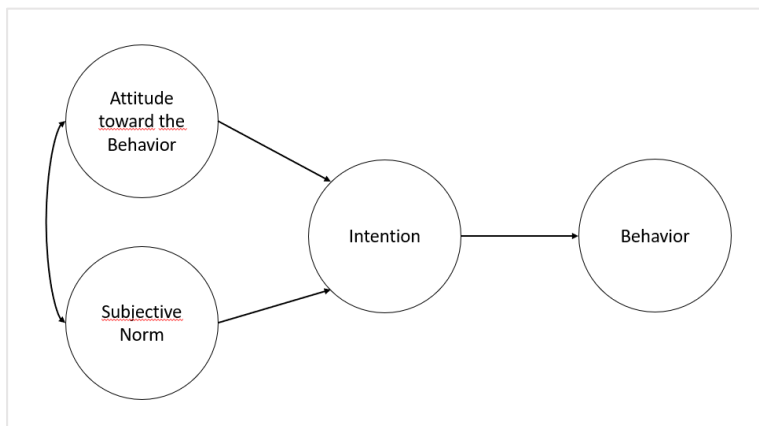 Attitude
toward the
Behavior
Subjective
Norm
Intention
Behavior